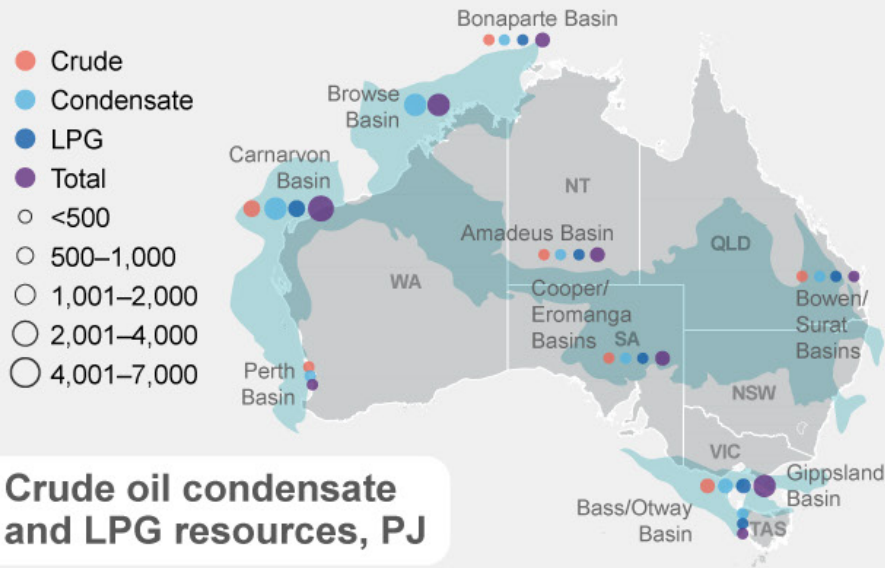 Bonaparte Basin
Crude
Condensate
LPG
Total
<500
500–1,000
1,001–2,000
2,001–4,000
4,001–7,000
Browse
Basin
Carnarvon
Basin
NT
Amadeus Basin
QLD
WA
Cooper/
Eromanga
Basins
SA
Bowen/
Surat
Basins
Perth
Basin
NSW
VIC
Gippsland
Basin
Bass/Otway
Basin
TAS
Crude oil condensate
and LPG resources, PJ